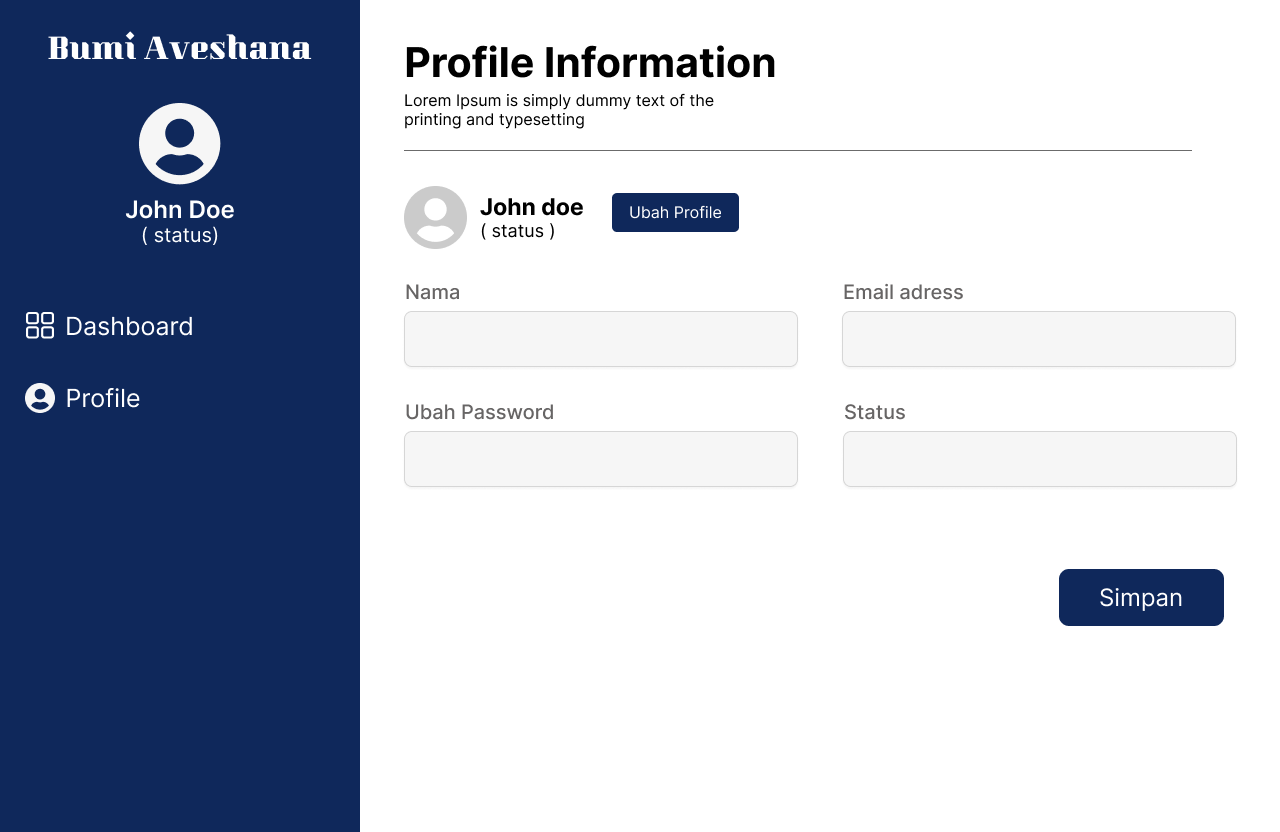 Bumi Aveshana
John Doe
( status)
Dashboard
Profile
Profile Information
Lorem Ipsum is simply dummy text of the
printing and typesetting
John doe
( status )
Ubah Profile
Nama
Email adress
Ubah Password
Status
Simpan